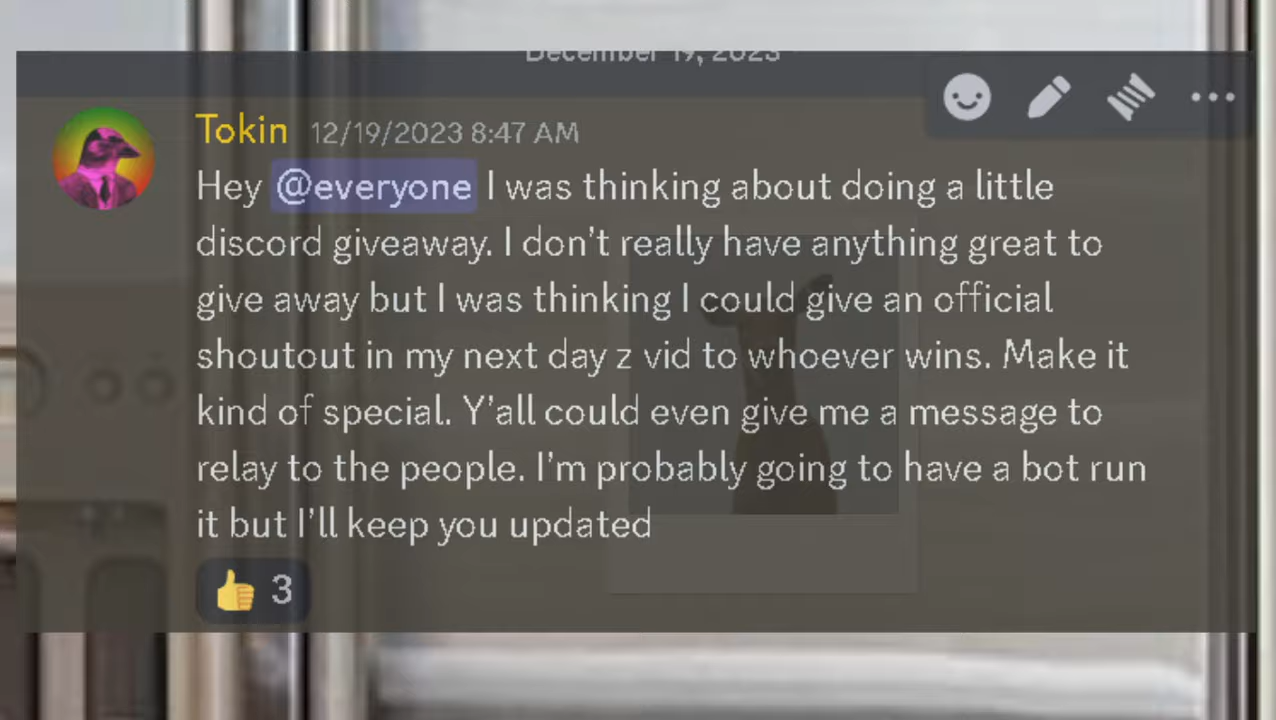 December 19, 2023
Tokin 12/19/2023 8:47 AM
Hey @everyone I was thinking about doing a little
discord giveaway. I don't really have anything great to
give away but I was thinking I could give an official
shoutout in my next day z vid to whoever wins. Make it
kind of special. Y'all could even give me a message to
relay to the people. I'm probably going to have a bot run
it but I'll keep you updated
👍 3